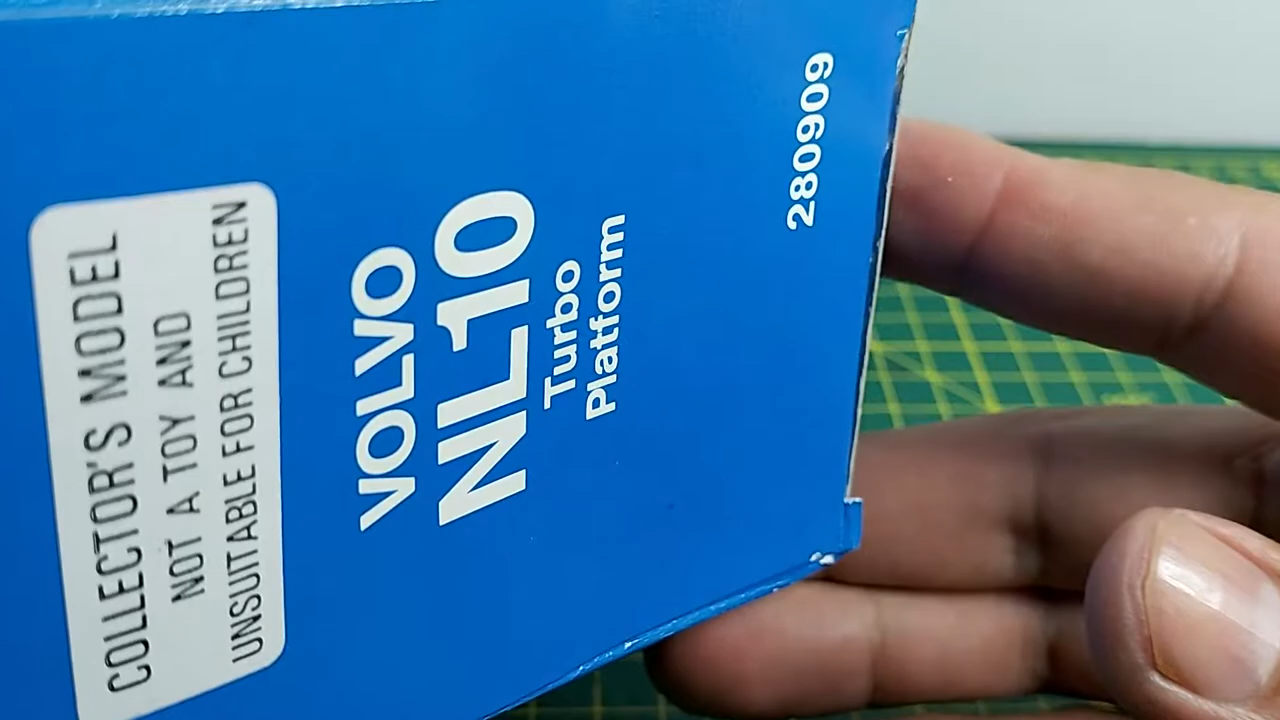 COLLECTOR'S MODEL
NOT A TOY AND
UNSUITABLE FOR CHILDREN
VOLVO
NL10
Turbo
Platform
280909